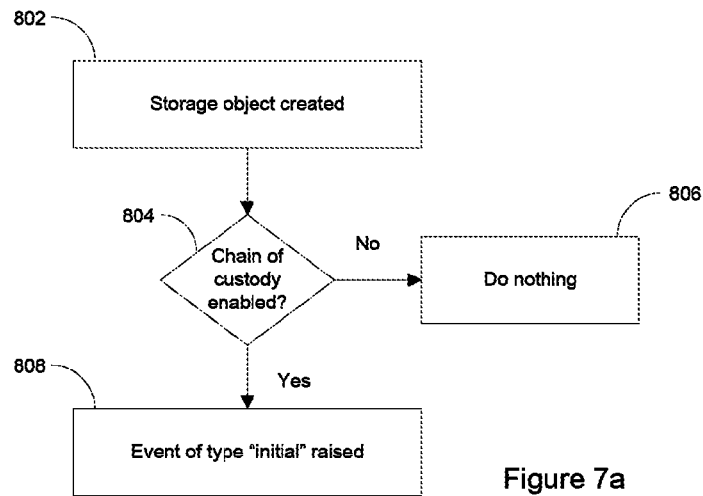 802
Storage object created
804
Chain of
custody
enabled?
No
806
Do nothing
Yes
808
Event of type “initial” raised
Figure 7a